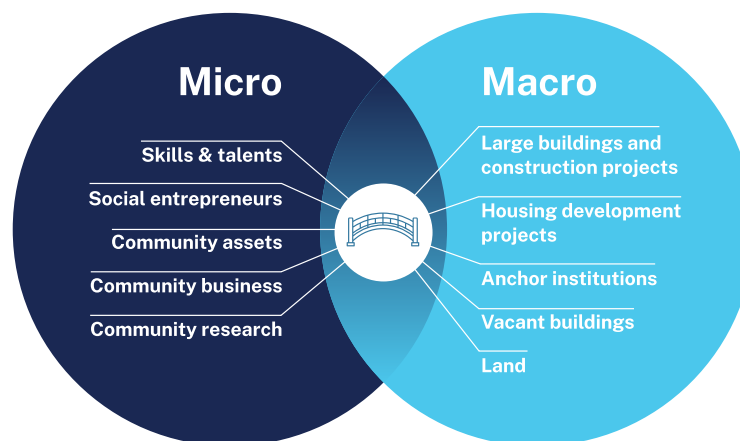 Micro
Skills & talents
Social entrepreneurs
Community assets
Community business
Community research
Macro
Large buildings and
construction projects
Housing development
projects
Anchor institutions
Vacant buildings
Land